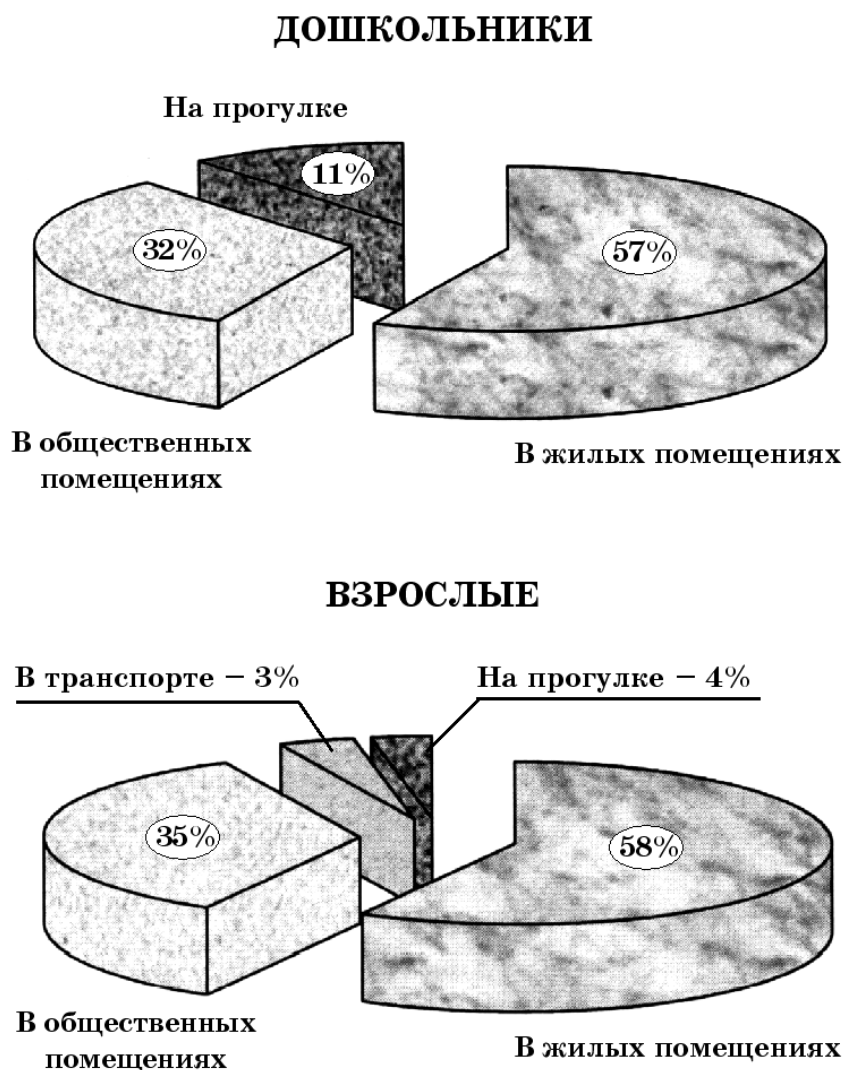 ДОШКОЛЬНИКИ
На прогулке
11%
32%
57%
В общественных
помещениях
В жилых помещениях
ВЗРОСЛЫЕ
В транспорте – 3%
На прогулке – 4%
35%
58%
В общественных
помещениях
В жилых помещениях